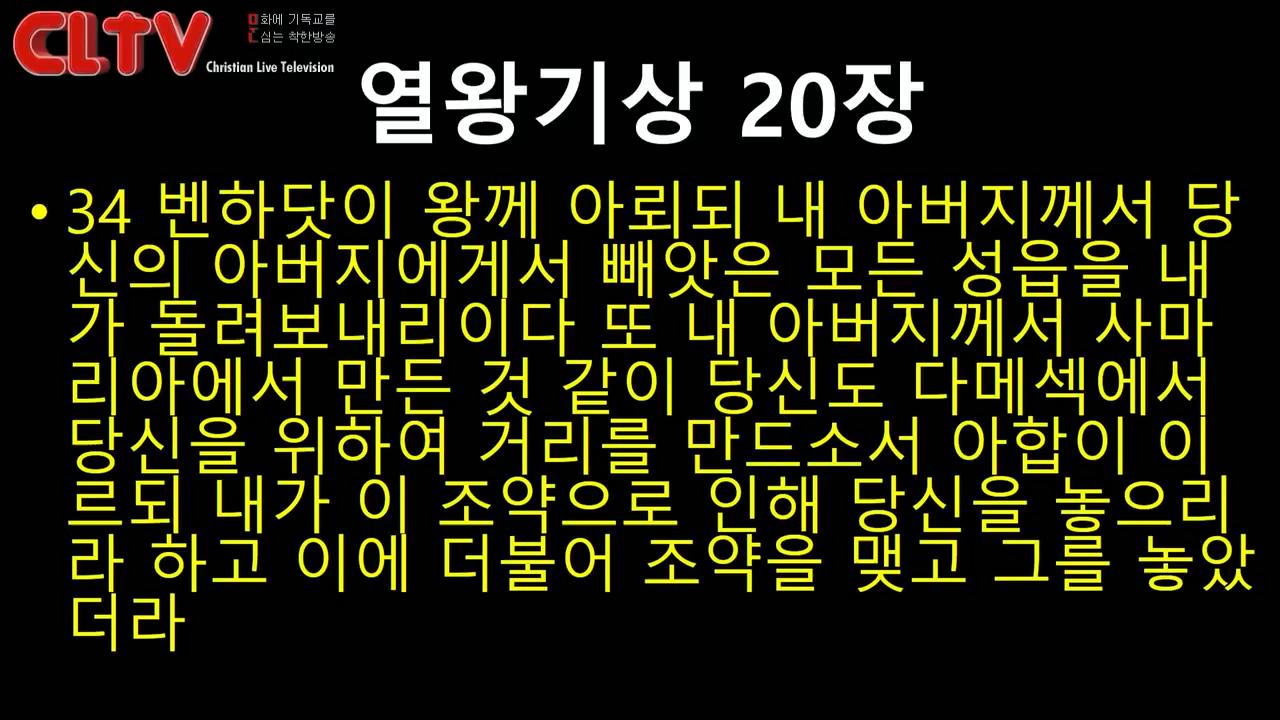 CLTV
문화에 기독교를
심는 착한방송
Christian Live Television
열왕기상 20장
• 34 벤하닷이 왕께 아뢰되 내 아버지께서 당
신의 아버지에게서 빼앗은 모든 성읍을 내
가 돌려보내리이다 또 내 아버지께서 사마
리아에서 만든 것 같이 당신도 다메섹에서
당신을 위하여 거리를 만드소서 아합이 이
르되 내가 이 조약으로 인해 당신을 놓으리
라 하고 이에 더불어 조약을 맺고 그를 놓았
더라